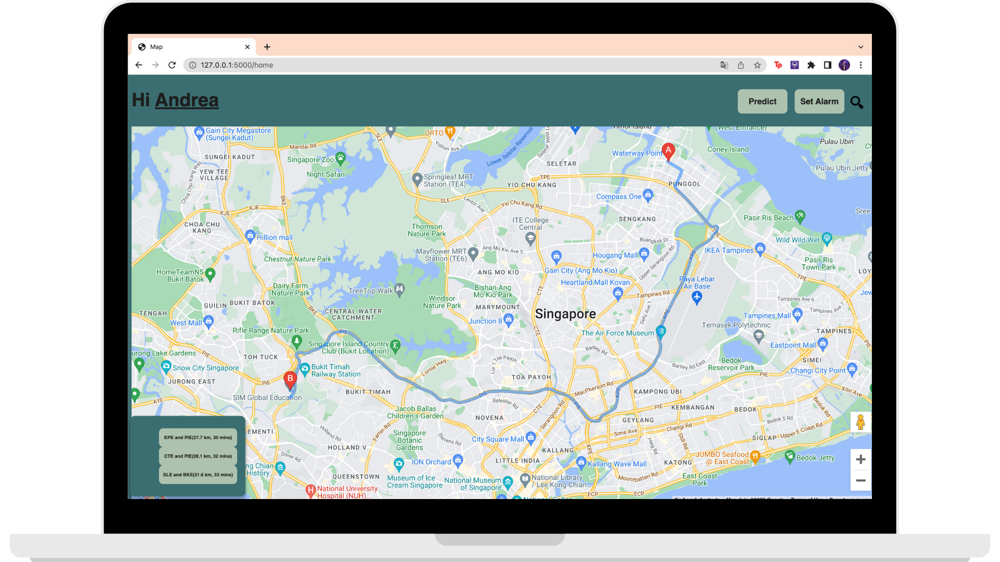 Map
127.0.0.1:5000/home
Tp
Hi Andrea
Predict
Set Alarm
Gain City Megastore
(Sungei Kadut)
ORTO
SLE
Mandai Rd
Yishun Ave 1
Lower Seletar Reservoir
(West Entrance)
Coney Island
Pulau Ubin
Singapore Zoo
Night Safari
SUNGEI KADUT
YEW TEE
VILLAGE
Choa Chu Kang Way
Waterway Point
A
SELETAR
Pulau Ubin Jetty
Springleaf MRT
Station (TE4)
TPE
YIO CHU KANG
PUNGGOL
Compass One
SLE
Lentor Ave
Yio Chu Kang Rd
BKE
KJE
KJE
CHOA CHU
KANG
Hillion mall
Thomson
Nature Park
ITE College
Central
SENGKANG
Pasir Ris Beach
Sree
TPE
Wild Wild Wet
Buangkok Dr
Mayflower MRT
Station (TE6)
Ang Mo Kio Ave 5
Hougang Mall
Upper Serangoon Rd
KPE
IKEA Tampines
Pasir Ris
Town Park
Chestnut Nature Park
HomeTeamNS
Bukit Batok
ANG MO KIO
Gain City (Ang Mo Kio)
Heartland Mall Kovan
Paya Lebar
Air Base
TPE
LOY
Dairy Farm
Nature Park
TreeTop Walk
Bishan-Ang
Mo Kio Park
CTE
Tampines Rd
Windsor
Nature Park
GUILIN
BUKIT BATOK
BKE
MARYMOUNT
Defu Ave 1
KPE
Tampines Ave 9
Tampines Ave 7
Jew
TENGAH
CENTRAL WATER
CATCHMENT
Singapore
Tampines Mall
West Mall
Junction 8
Rifle Range Nature Park
PIE
CTE
The Air Force Museum
Temasek Polytechnic
TAMPINES
Singapore Island Country
Club (Bukit Location)
Bartley Rd
Eastpoint Mall
PIE
urong Lake Gardens
PIE
TOH TUCK
Lornie Hwy
Lor 1 Toa Payoh
Bartley Rd East
Bedok
Reservoir Park
SIMEI
Snow City Singapore
Bukit Timah
Railway Station
Changi City Point
PIE
B
TOA PAYOH
JURONG EAST
PIE
BUKIT TIMAH
PIE
MacPherson Rd
KPE
KAMPONG UBI
Xilin Ave
SIM Global Education
AYE
Balestier Rd
CTE
Serangoon Rd
PIE
PIE
KEMBANGAN
BEDOK
Bedok Rd
Jacob Ballas
Children's Garden
NOVENA
GEYLANG
Bedok S Rd
KPE and PIE(27.7 km, 30 mins)
CTE and PIE(28.1 km, 32 mins)
SLE and BKE(31.6 km, 33 mins)
EMENTI
Holland Rd
Farrer Rd
Singapore
Botanic
Gardens
Stevens Rd
City Square Mall
Sims Ave
Changi Rd
Still Rd
Haig Rd
SIGLAP
Upper E Coast Rd
HOLLAND V
KALLANG
KPE
Dover Rd
ION Orchard
LITTLE INDIA
Kallang Wave Mall
KATONG
JUMBO Seafood
@ East Coast
Bedok Jetty
ng Chian
History...
QUEENSTOWN
Museum of Ice
Cream Singapore
National Museum
of Singapore
National Library
/ Lee Kong Chian...
Mountbatten Rd
East Coast
Park
H
National University
Hospital (NUH)...
ECP
ECP